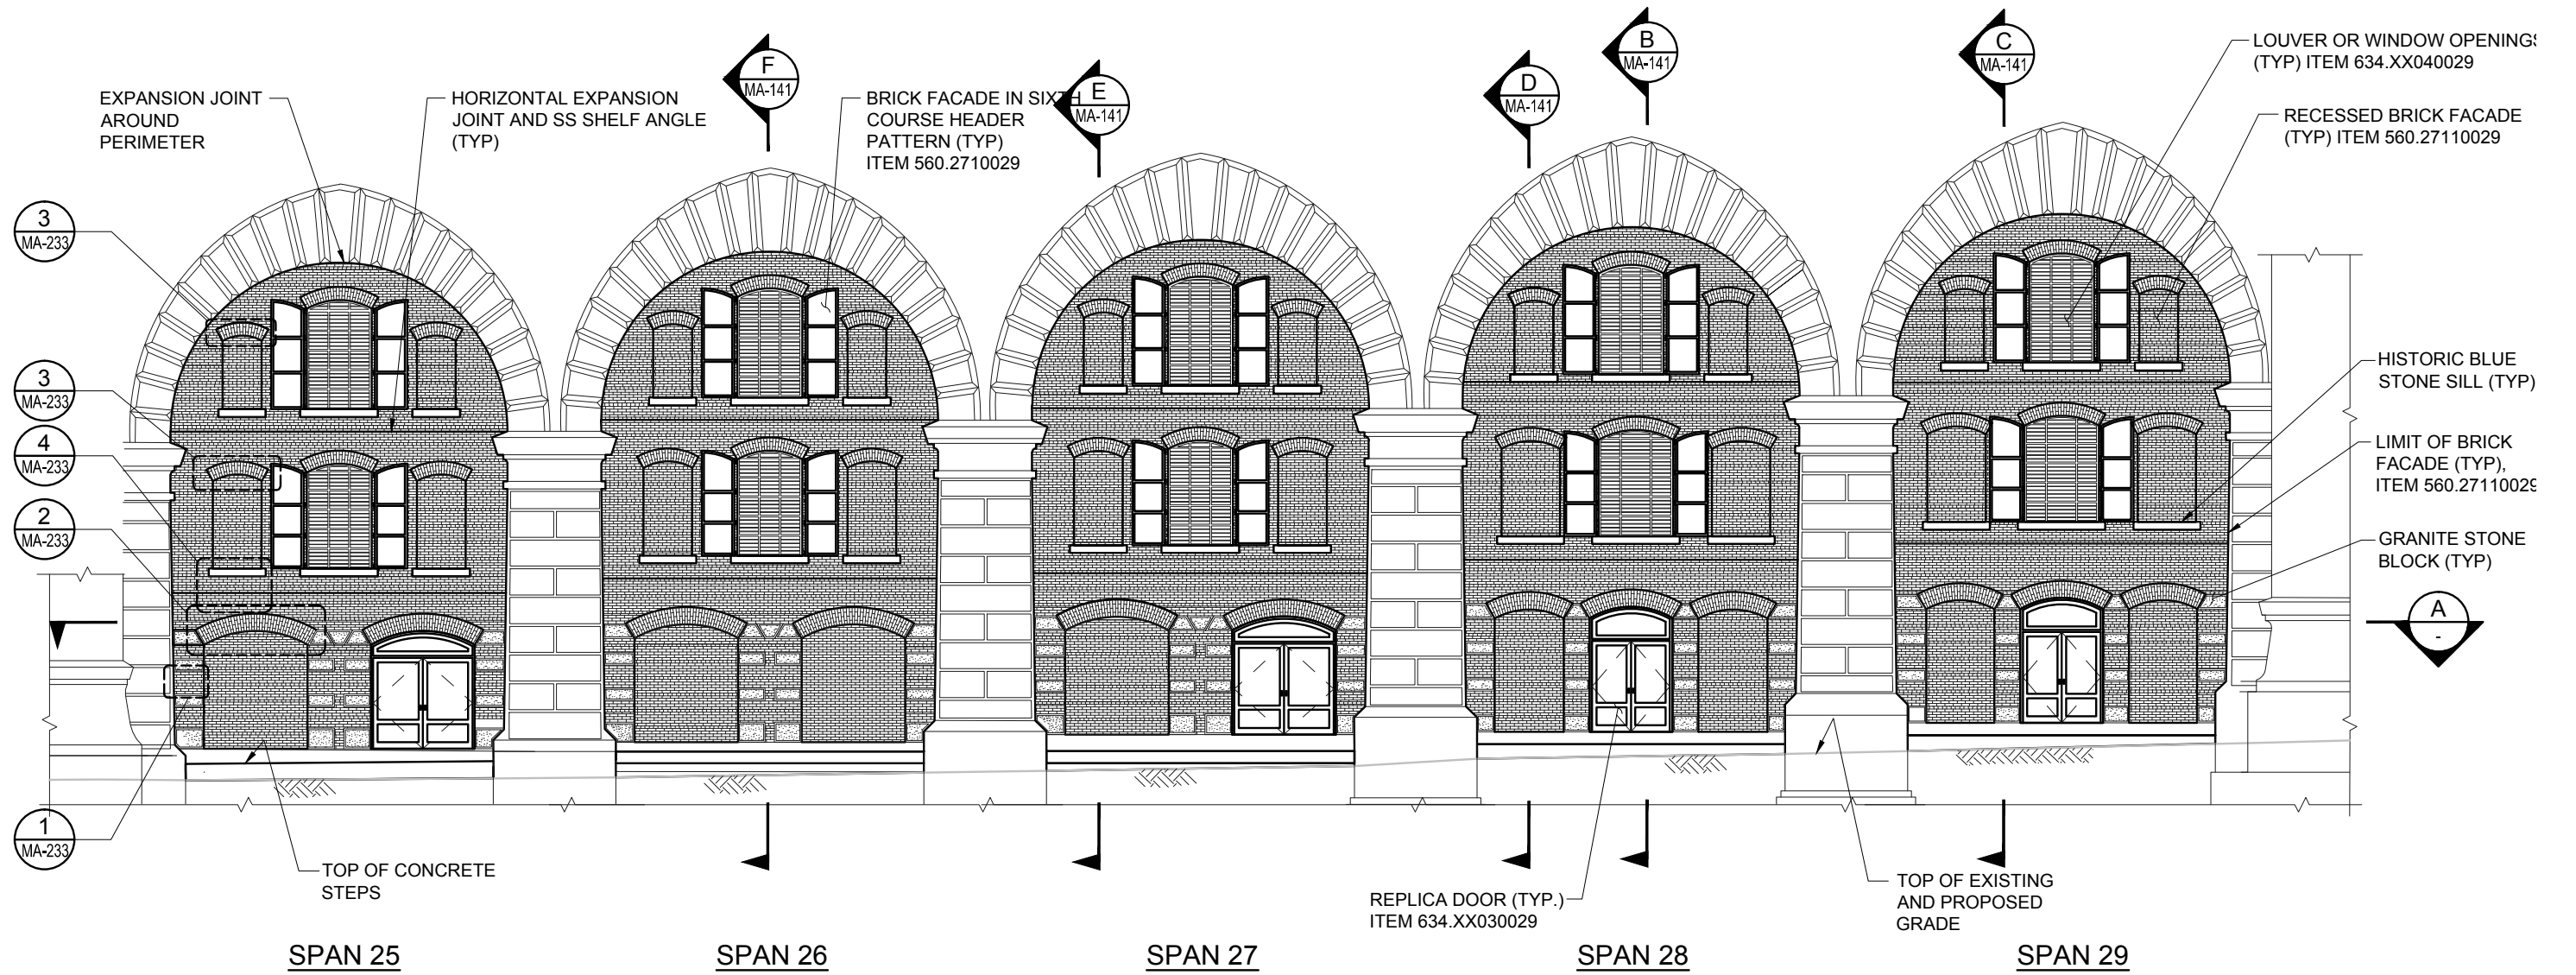 F
MA-141
B
MA-141
C
MA-141
LOUVER OR WINDOW OPENINGS
(TYP) ITEM 634.XX040029
EXPANSION JOINT
AROUND
PERIMETER
HORIZONTAL EXPANSION
JOINT AND SS SHELF ANGLE
(TYP)
BRICK FACADE IN SIXTH
COURSE HEADER
PATTERN (TYP)
ITEM 560.2710029
E
MA-141
D
MA-141
RECESSED BRICK FACADE
(TYP) ITEM 560.27110029
3
MA-233
3
MA-233
4
MA-233
2
MA-233
HISTORIC BLUE
STONE SILL (TYP)
LIMIT OF BRICK
FACADE (TYP),
ITEM 560.27110029
GRANITE STONE
BLOCK (TYP)
A
-
1
MA-233
TOP OF CONCRETE
STEPS
REPLICA DOOR (TYP.)
ITEM 634.XX030029
TOP OF EXISTING
AND PROPOSED
GRADE
SPAN 25
SPAN 26
SPAN 27
SPAN 28
SPAN 29